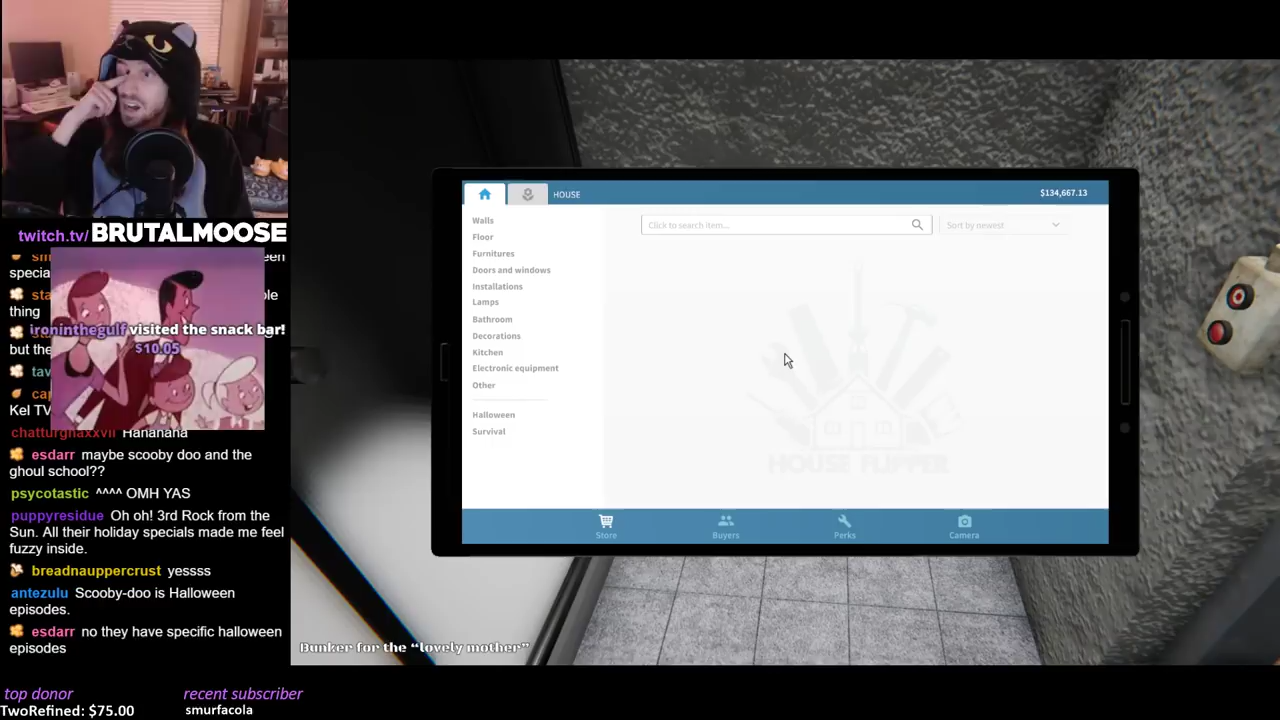 twitch.tv/BRUTALMOOSE
special
thing
but the
Kel TV
ironinthegulf visited the snack bar!
$10.05
chatturghaxxvii Hahahaha
esdarr maybe scooby doo and the
ghoul school??
psycotastic ^^^^ OMH YAS
puppyresidue Oh oh! 3rd Rock from the
Sun. All their holiday specials made me feel
fuzzy inside.
breadnauppercrust yessss
antezulu Scooby-doo is Halloween
episodes.
esdarr no they have specific halloween
episodes
top donor
TwoRefined: $75.00
recent subscriber
smurfacola
HOUSE
$134,667.13
Walls
Floor
Furnitures
Doors and windows
Installations
Lamps
Bathroom
Decorations
Kitchen
Electronic equipment
Other
Halloween
Survival
Click to search item...
Sort by newest
HOUSE FLIPPER
Store
Buyers
Perks
Camera
Bunker for the “lovely mother”